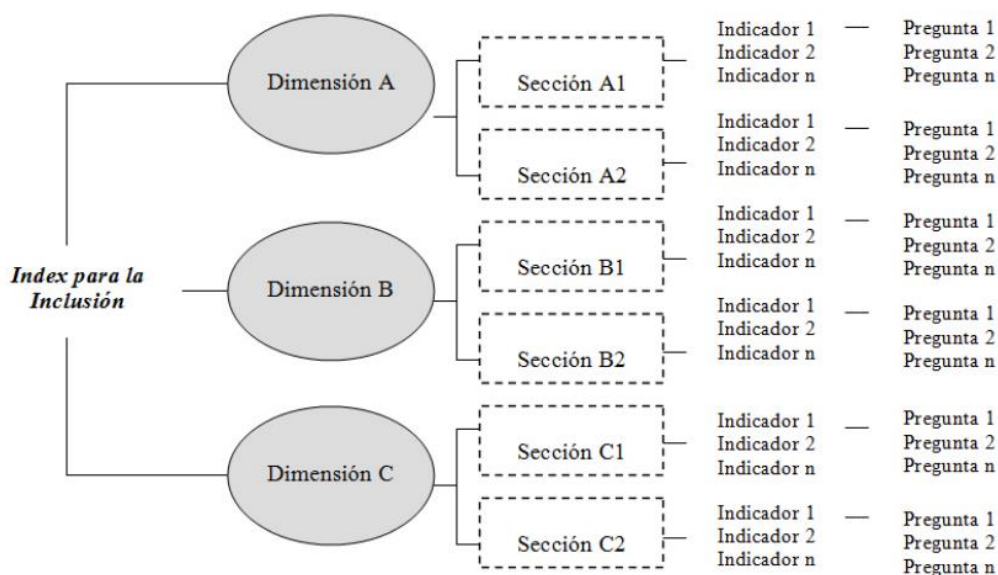 Index para la
Inclusión
Dimensión A
Sección A1
Indicador 1 — Pregunta 1
Indicador 2 Pregunta 2
Indicador n Pregunta n
Sección A2
Indicador 1 — Pregunta 1
Indicador 2 Pregunta 2
Indicador n Pregunta n
Dimensión B
Sección B1
Indicador 1 — Pregunta 1
Indicador 2 Pregunta 2
Indicador n Pregunta n
Sección B2
Indicador 1 — Pregunta 1
Indicador 2 Pregunta 2
Indicador n Pregunta n
Dimensión C
Sección C1
Indicador 1 — Pregunta 1
Indicador 2 Pregunta 2
Indicador n Pregunta n
Sección C2
Indicador 1 — Pregunta 1
Indicador 2 Pregunta 2
Indicador n Pregunta n